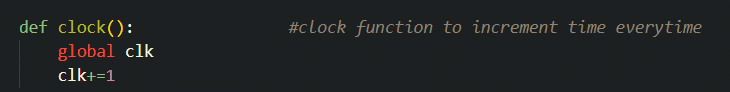 def clock():                #clock function to increment time everytime
    global clk
    clk+=1